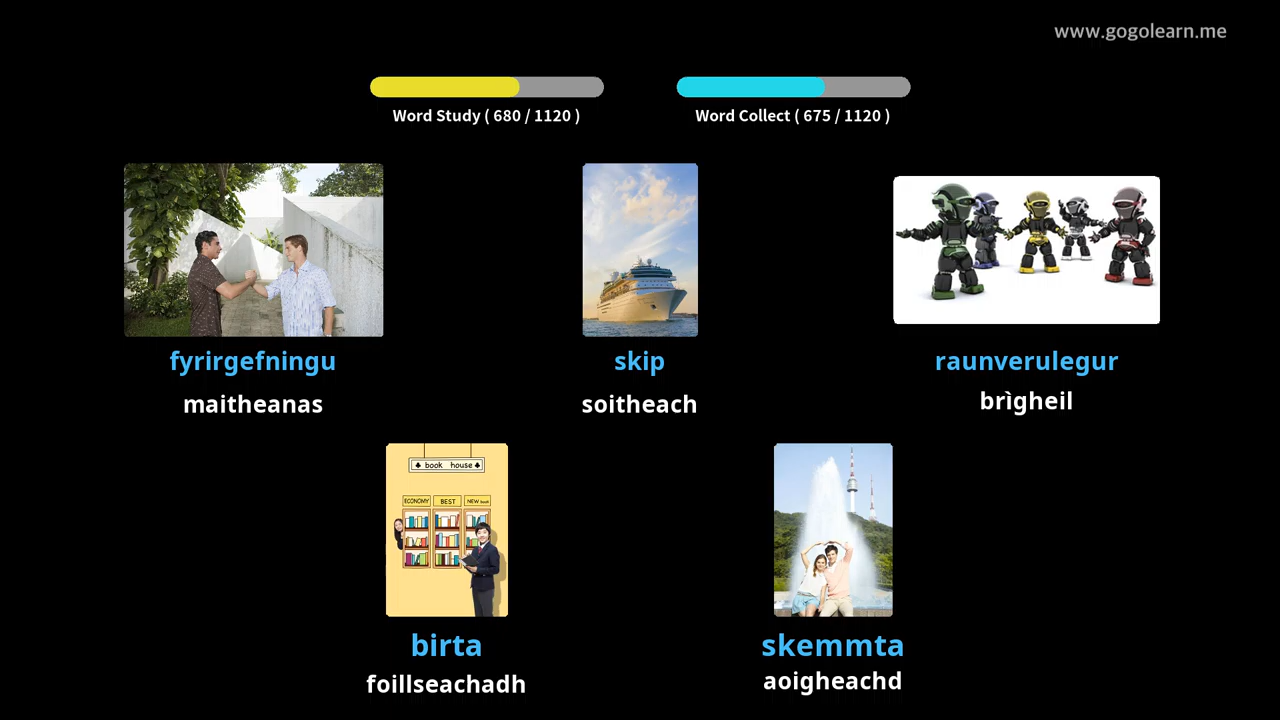 www.gogolearn.me
Word Study ( 680 / 1120 )
Word Collect ( 675 / 1120 )
fyrirgefningu
maitheanas
skip
soitheach
raunverulegur
brìgheil
book house
ECONOMY
BEST
NEW book
birta
foillseachadh
skemmta
aoigheachd